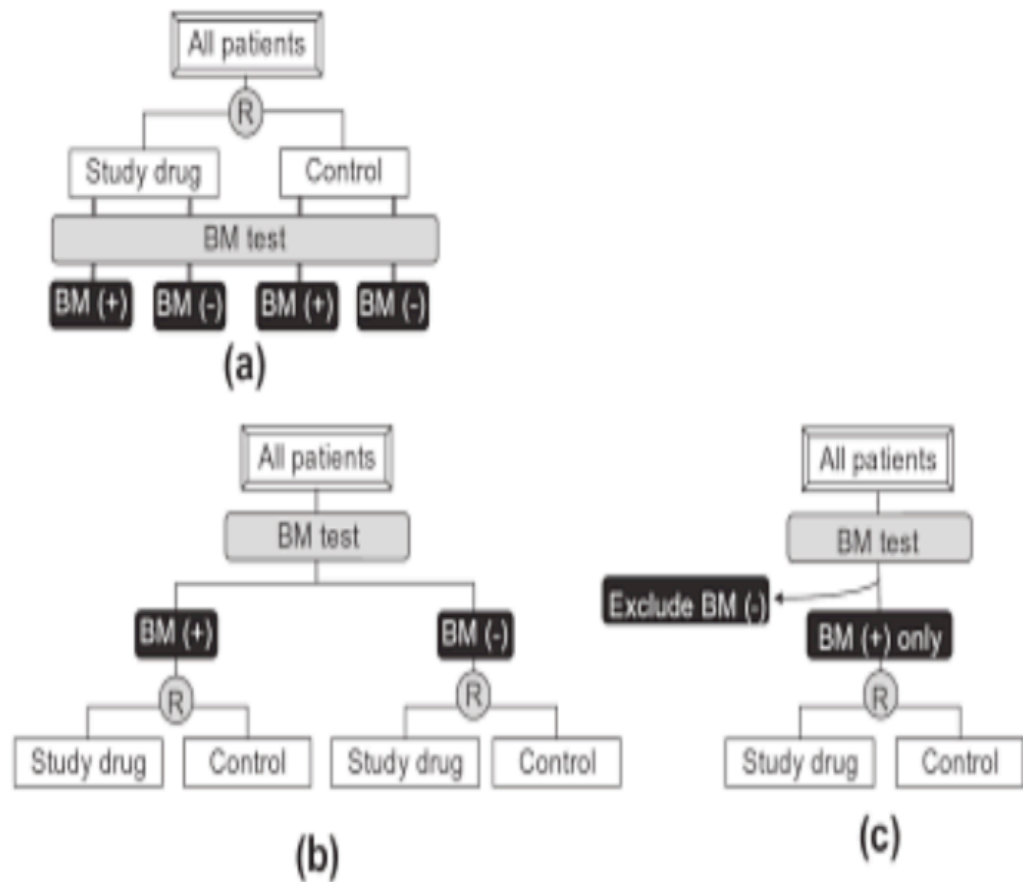 All patients
R
Study drug Control
BM test
BM (+) BM (-) BM (+) BM (-)
(a)
All patients
BM test
BM (+) BM (-)
R R
Study drug Control Study drug Control
(b)
All patients
BM test
Exclude BM (-)
BM (+) only
R
Study drug Control
(c)